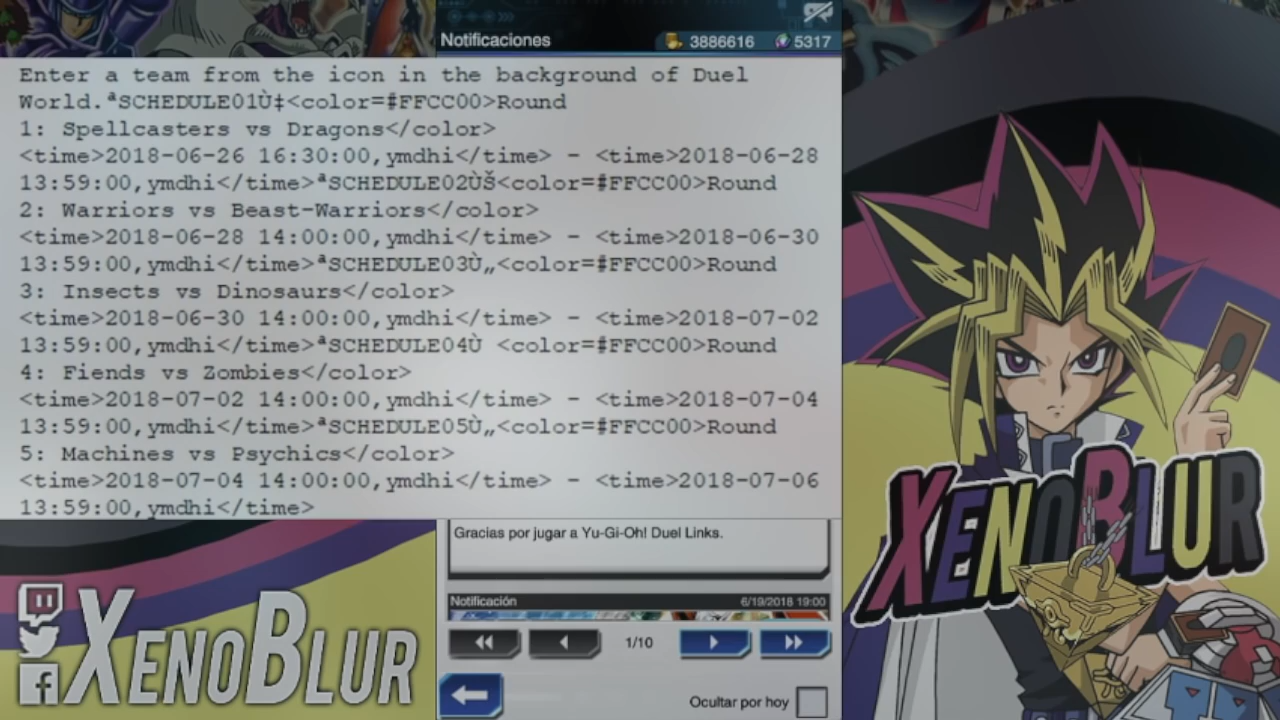 Notificaciones
3886616
5317
Enter a team from the icon in the background of Duel
World.ªSCHEDULE01Ù‡<color=#FFCC00>Round
1: Spellcasters vs Dragons</color>
<time>2018-06-26 16:30:00,ymdhi</time> - <time>2018-06-28
13:59:00,ymdhi</time>ªSCHEDULE02ÙŠ<color=#FFCC00>Round
2: Warriors vs Beast-Warriors</color>
<time>2018-06-28 14:00:00,ymdhi</time> - <time>2018-06-30
13:59:00,ymdhi</time>ªSCHEDULE03Ù„<color=#FFCC00>Round
3: Insects vs Dinosaurs</color>
<time>2018-06-30 14:00:00,ymdhi</time> - <time>2018-07-02
13:59:00,ymdhi</time>ªSCHEDULE04Ù <color=#FFCC00>Round
4: Fiends vs Zombies</color>
<time>2018-07-02 14:00:00,ymdhi</time> - <time>2018-07-04
13:59:00,ymdhi</time>ªSCHEDULE05Ù„<color=#FFCC00>Round
5: Machines vs Psychics</color>
<time>2018-07-04 14:00:00,ymdhi</time> - <time>2018-07-06
13:59:00,ymdhi</time>
Gracias por jugar a Yu-Gi-Oh! Duel Links.
Notificación
6/19/2018 19:00
1/10
Ocultar por hoy
XENOBLUR
XENOBLUR